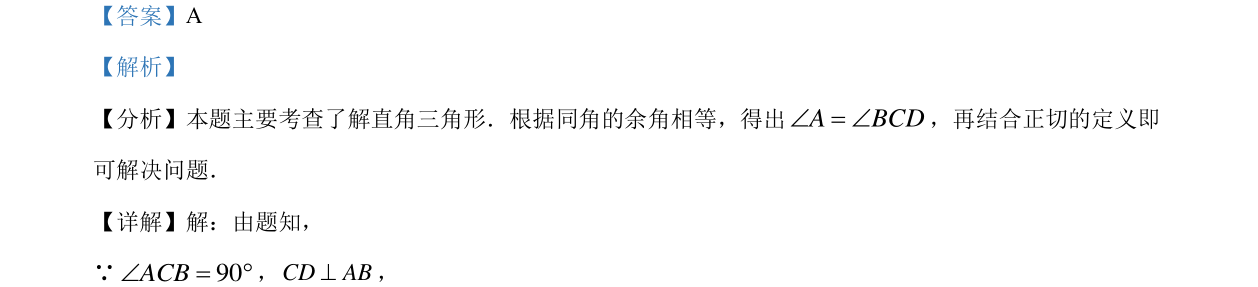 【答案】A
【解析】
【分析】本题主要考查了解直角三角形．根据同角的余角相等，得出∠A＝∠BCD，再结合正切的定义即
可解决问题．
【详解】解：由题知，
∵∠ACB＝90°，CD⊥AB，